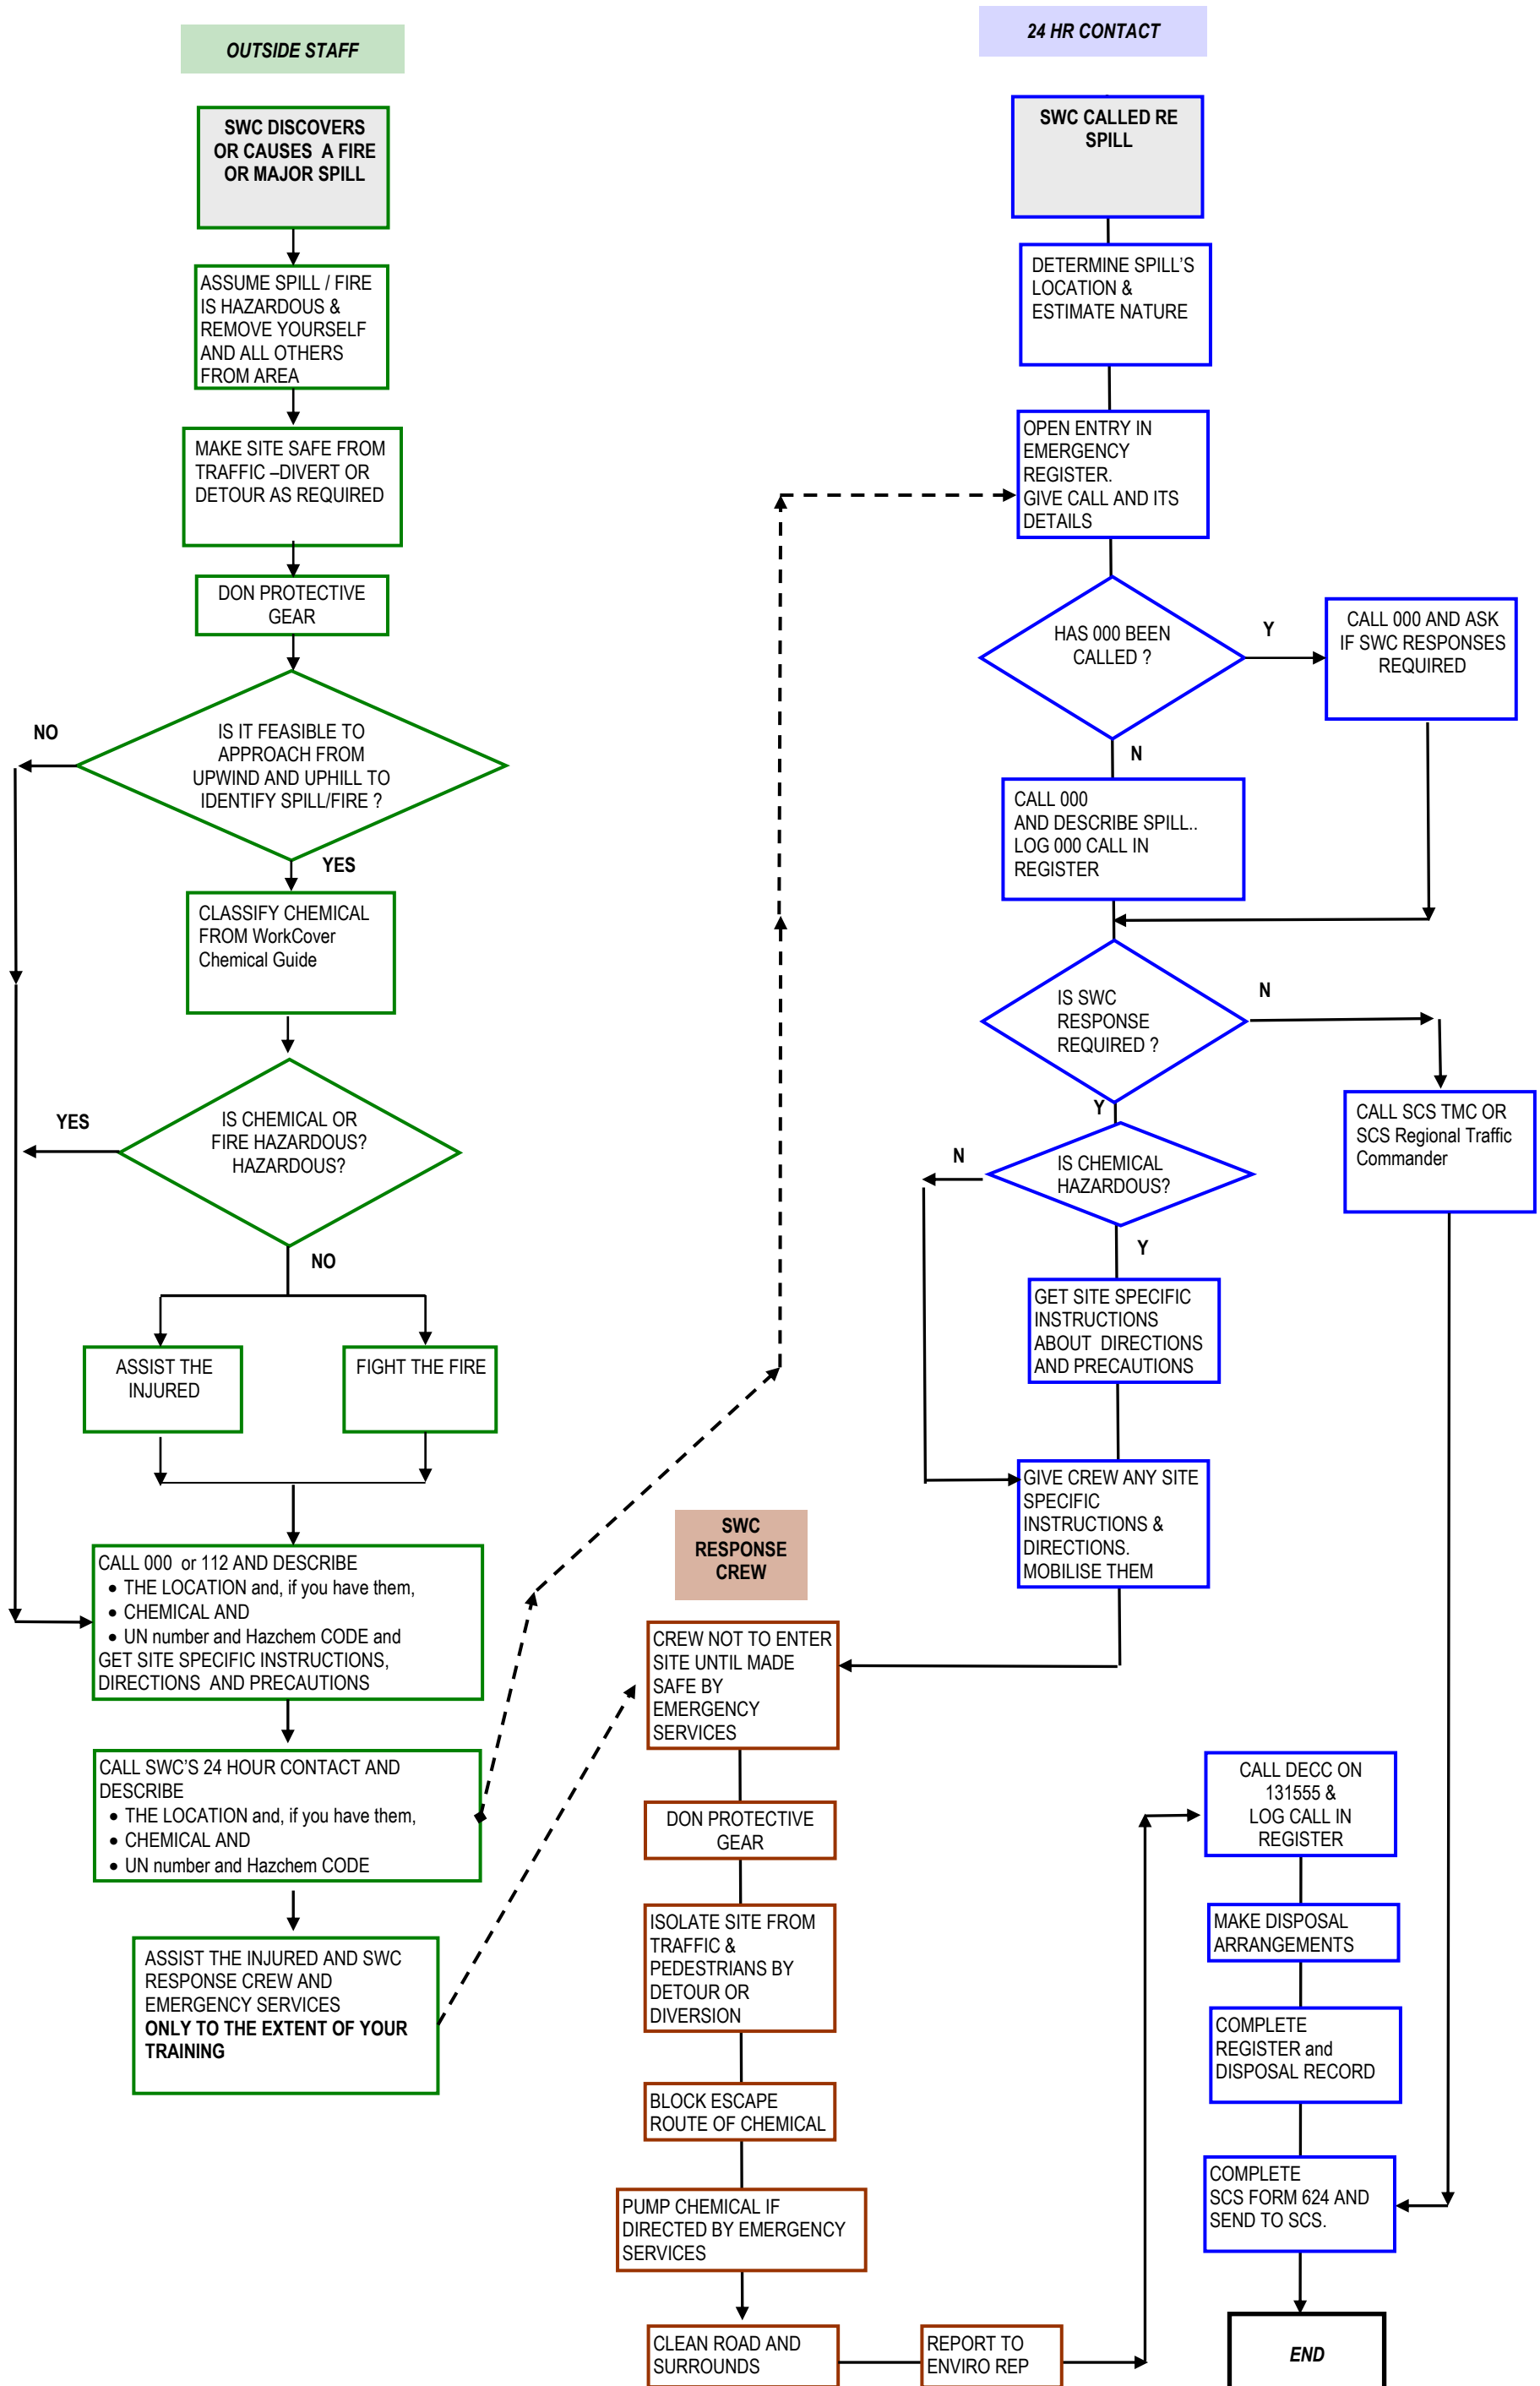 OUTSIDE STAFF
SWC DISCOVERS
OR CAUSES A FIRE
OR MAJOR SPILL
ASSUME SPILL / FIRE
IS HAZARDOUS &
REMOVE YOURSELF
AND ALL OTHERS
FROM AREA
MAKE SITE SAFE FROM
TRAFFIC –DIVERT OR
DETOUR AS REQUIRED
DON PROTECTIVE
GEAR
IS IT FEASIBLE TO
APPROACH FROM
UPWIND AND UPHILL TO
IDENTIFY SPILL/FIRE ?
NO
YES
CLASSIFY CHEMICAL
FROM WorkCover
Chemical Guide
IS CHEMICAL OR
FIRE HAZARDOUS?
HAZARDOUS?
YES
NO
ASSIST THE
INJURED
FIGHT THE FIRE
CALL 000 or 112 AND DESCRIBE
• THE LOCATION and, if you have them,
• CHEMICAL AND
• UN number and Hazchem CODE and
GET SITE SPECIFIC INSTRUCTIONS,
DIRECTIONS AND PRECAUTIONS
CALL SWC'S 24 HOUR CONTACT AND
DESCRIBE
• THE LOCATION and, if you have them,
• CHEMICAL AND
• UN number and Hazchem CODE
ASSIST THE INJURED AND SWC
RESPONSE CREW AND
EMERGENCY SERVICES
ONLY TO THE EXTENT OF YOUR
TRAINING
24 HR CONTACT
SWC CALLED RE
SPILL
DETERMINE SPILL'S
LOCATION &
ESTIMATE NATURE
OPEN ENTRY IN
EMERGENCY
REGISTER.
GIVE CALL AND ITS
DETAILS
HAS 000 BEEN
CALLED ?
Y
CALL 000 AND ASK
IF SWC RESPONSES
REQUIRED
N
CALL 000
AND DESCRIBE SPILL..
LOG 000 CALL IN
REGISTER
IS SWC
RESPONSE
REQUIRED ?
N
CALL SCS TMC OR
SCS Regional Traffic
Commander
Y
IS CHEMICAL
HAZARDOUS?
N
Y
GET SITE SPECIFIC
INSTRUCTIONS
ABOUT DIRECTIONS
AND PRECAUTIONS
GIVE CREW ANY SITE
SPECIFIC
INSTRUCTIONS &
DIRECTIONS.
MOBILISE THEM
SWC
RESPONSE
CREW
CREW NOT TO ENTER
SITE UNTIL MADE
SAFE BY
EMERGENCY
SERVICES
DON PROTECTIVE
GEAR
ISOLATE SITE FROM
TRAFFIC &
PEDESTRIANS BY
DETOUR OR
DIVERSION
BLOCK ESCAPE
ROUTE OF CHEMICAL
PUMP CHEMICAL IF
DIRECTED BY EMERGENCY
SERVICES
CLEAN ROAD AND
SURROUNDS
REPORT TO
ENVIRO REP
CALL DECC ON
131555 &
LOG CALL IN
REGISTER
MAKE DISPOSAL
ARRANGEMENTS
COMPLETE
REGISTER and
DISPOSAL RECORD
COMPLETE
SCS FORM 624 AND
SEND TO SCS.
END